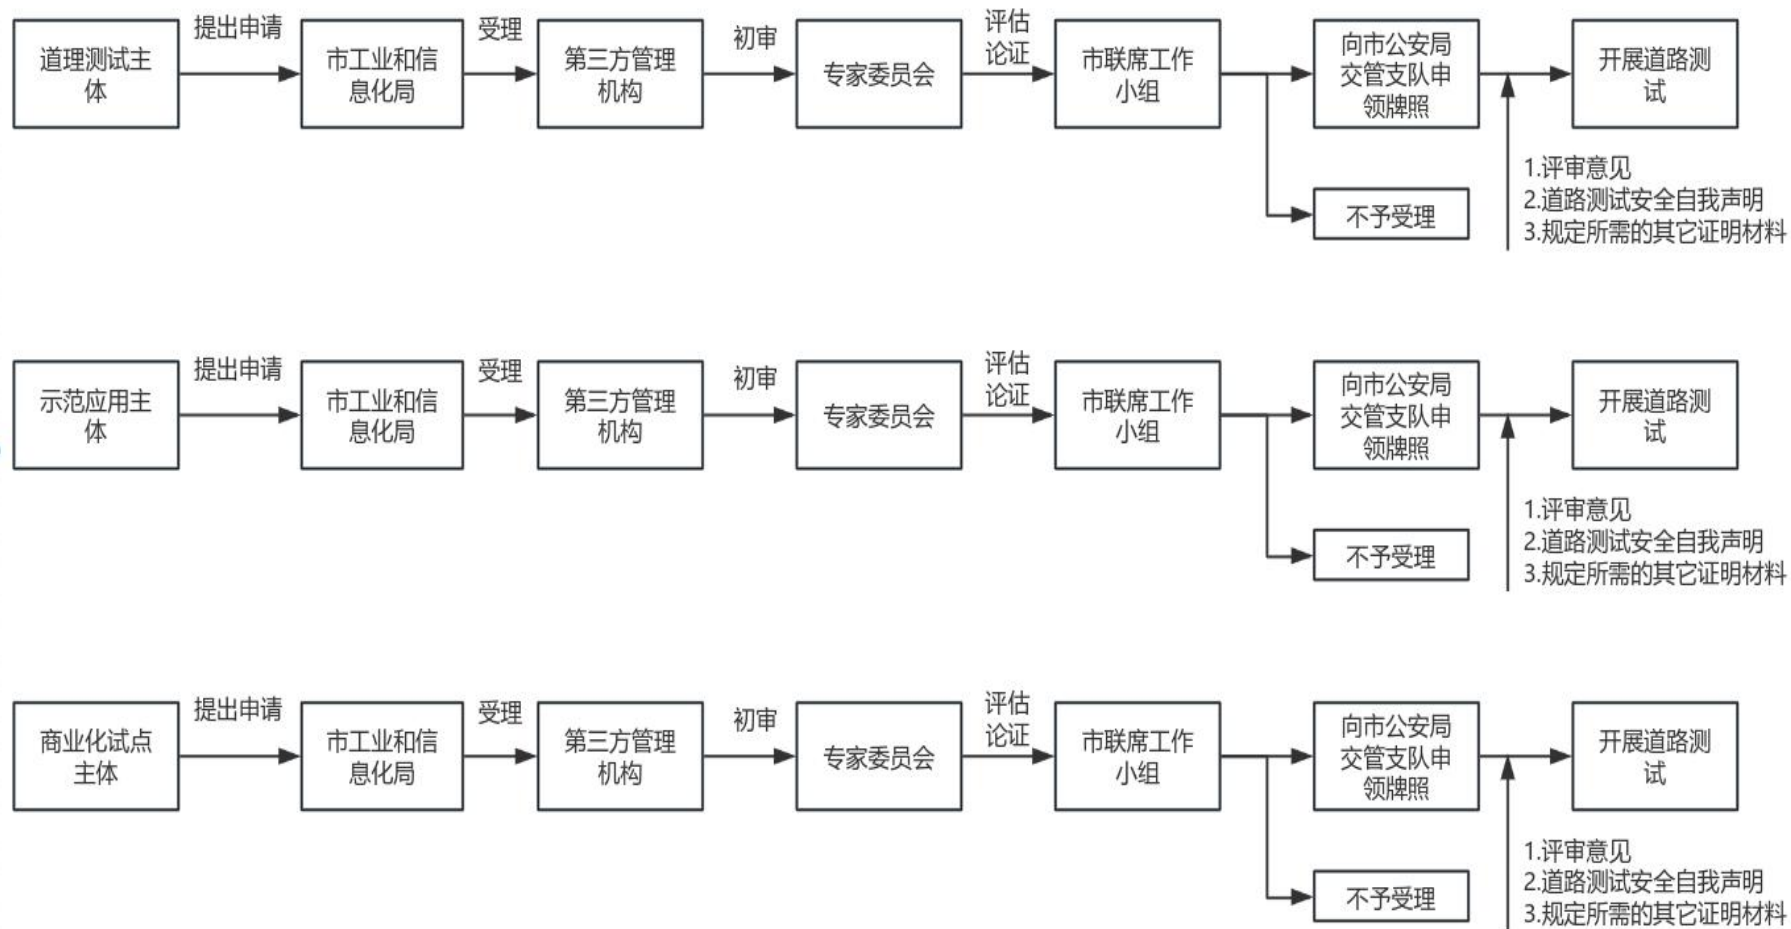 提出申请
受理
初审
评估
论证
道理测试主
体
市工业和信
息化局
第三方管理
机构
专家委员会
市联席工作
小组
向市公安局
交管支队申
领牌照
开展道路测
试
不予受理
1.评审意见
2.道路测试安全自我声明
3.规定所需的其它证明材料
提出申请
受理
初审
评估
论证
示范应用主
体
市工业和信
息化局
第三方管理
机构
专家委员会
市联席工作
小组
向市公安局
交管支队申
领牌照
开展道路测
试
不予受理
1.评审意见
2.道路测试安全自我声明
3.规定所需的其它证明材料
提出申请
受理
初审
评估
论证
商业化试点
主体
市工业和信
息化局
第三方管理
机构
专家委员会
市联席工作
小组
向市公安局
交管支队申
领牌照
开展道路测
试
不予受理
1.评审意见
2.道路测试安全自我声明
3.规定所需的其它证明材料